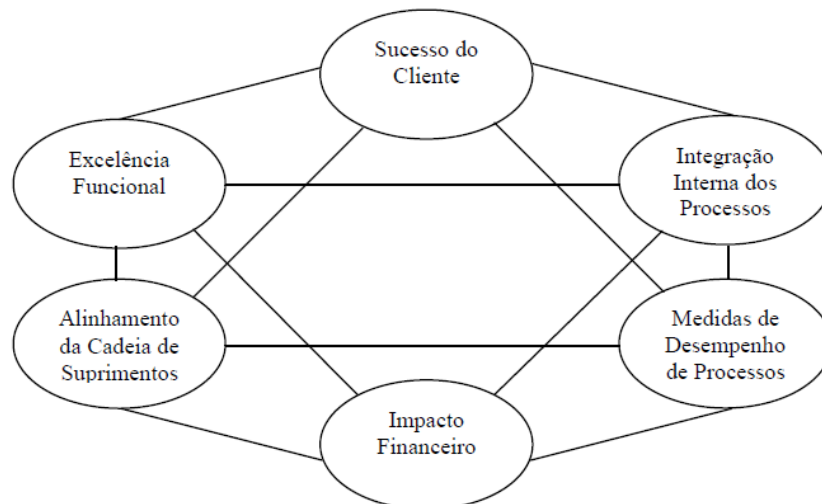 Sucesso do
Cliente
Excelência
Funcional
Integração
Interna dos
Processos
Alinhamento
da Cadeia de
Suprimentos
Medidas de
Desempenho
de Processos
Impacto
Financeiro